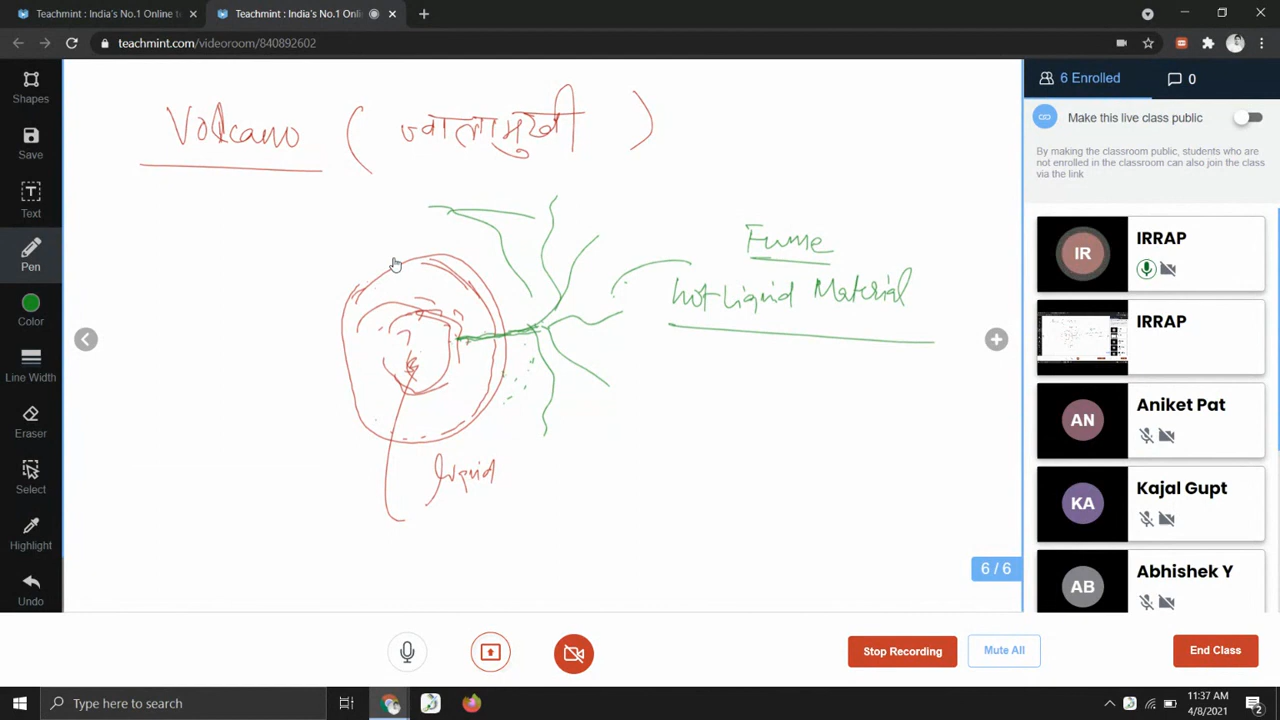 Teachmint: India's No.1 Online t
Teachmint: India's No.1 Onli
teachmint.com/videoroom/840892602
Shapes
Save
Text
Pen
Color
Line Width
Eraser
Select
Highlight
Undo
Volcano ( ज्वालामुखी )
Fume
hot Liquid Material
liquid
6 / 6
6 Enrolled
0
Make this live class public
By making the classroom public, students who are
not enrolled in the classroom can also join the class
via the link
IR
IRRAP
IRRAP
AN
Aniket Pat
KA
Kajal Gupt
AB
Abhishek Y
Stop Recording
Mute All
End Class
Type here to search
11:37 AM
4/8/2021
2